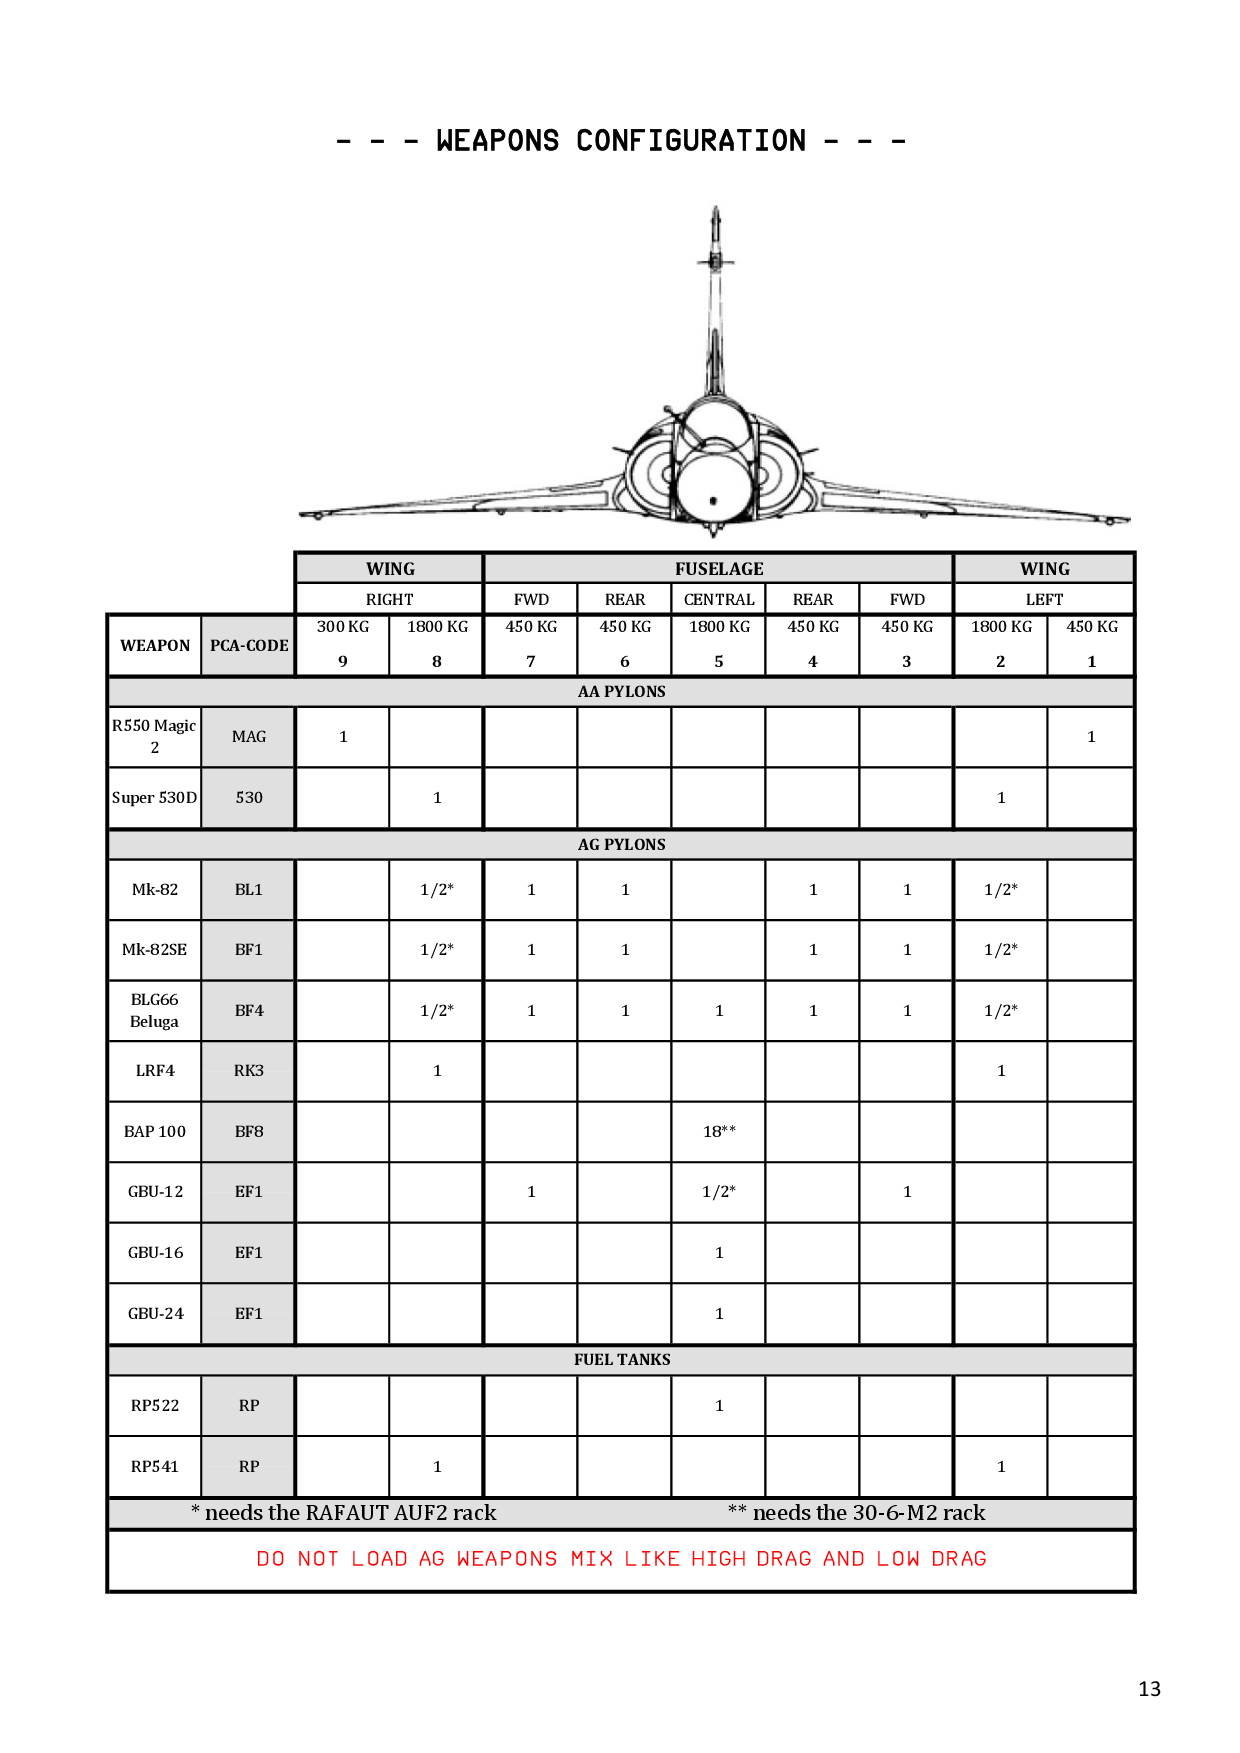 - - - WEAPONS CONFIGURATION - - -
WING FUSELAGE WING
RIGHT FWD REAR CENTRAL REAR FWD LEFT
WEAPON PCA-CODE 300 KG 1800 KG 450 KG 450 KG 1800 KG 450 KG 450 KG 1800 KG 450 KG
9 8 7 6 5 4 3 2 1
AA PYLONS
R550 Magic
2 MAG 1 1
Super 530D 530 1 1
AG PYLONS
Mk-82 BL1 1/2* 1 1 1 1 1/2*
Mk-82SE BF1 1/2* 1 1 1 1 1/2*
BLG66
Beluga BF4 1/2* 1 1 1 1 1 1/2*
LRF4 RK3 1 1
BAP 100 BF8 18**
GBU-12 EF1 1 1/2* 1
GBU-16 EF1 1
GBU-24 EF1 1
FUEL TANKS
RP522 RP 1
RP541 RP 1 1
* needs the RAFAUT AUF2 rack ** needs the 30-6-M2 rack
DO NOT LOAD AG WEAPONS MIX LIKE HIGH DRAG AND LOW DRAG
13